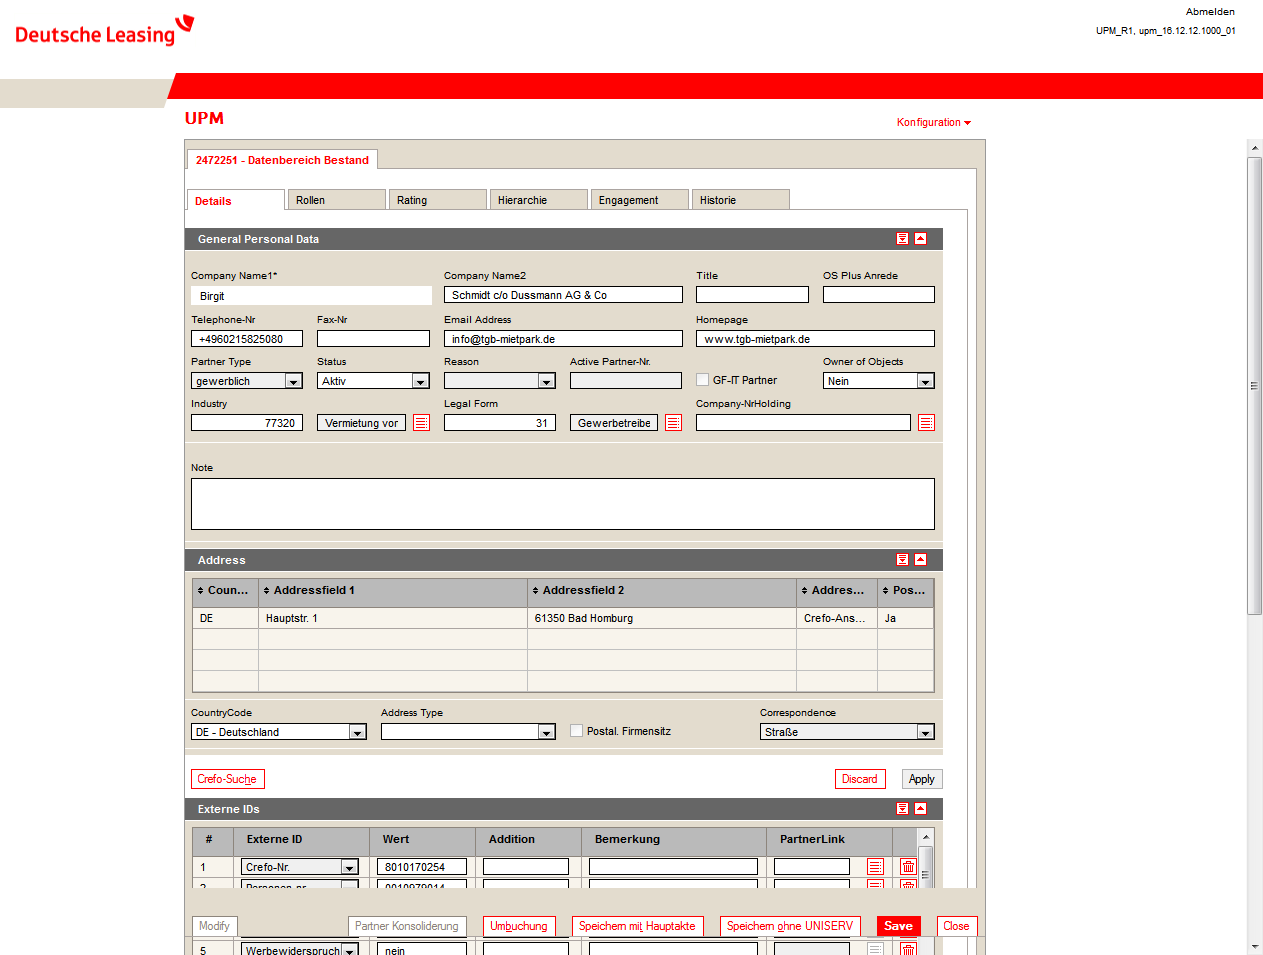 Deutsche Leasing
Abmelden
UPM_R1, upm_16.12.12.1000_01
UPM
Konfiguration
2472251 - Datenbereich Bestand
Details Rollen Rating Hierarchie Engagement Historie
General Personal Data
Company Name1* Company Name2 Title OS Plus Anrede
Birgit Schmidt c/o Dussmann AG & Co
Telephone-Nr Fax-Nr Email Address Homepage
+4960215825080 info@tgb-mietpark.de www.tgb-mietpark.de
Partner Type Status Reason Active Partner-Nr. Owner of Objects
gewerblich Aktiv GF-IT Partner Nein
Industry Legal Form Company-NrHolding
77320 Vermietung vor 31 Gewerbetreibe
Note
Address
Coun... Addressfield 1 Addressfield 2 Addres... Pos...
DE Hauptstr. 1 61350 Bad Homburg Crefo-Ans... Ja
CountryCode Address Type Correspondence
DE - Deutschland Postal. Firmensitz Straße
Crefo-Suche Discard Apply
Externe IDs
# Externe ID Wert Addition Bemerkung PartnerLink
1 Crefo-Nr. 8010170254
2 Personen-nr 0010979014
Modify Partner Konsoliderung Umbuchung Speichern mit Hauptakte Speichern ohne UNISERV Save Close
5 Werbewiderspruch nein